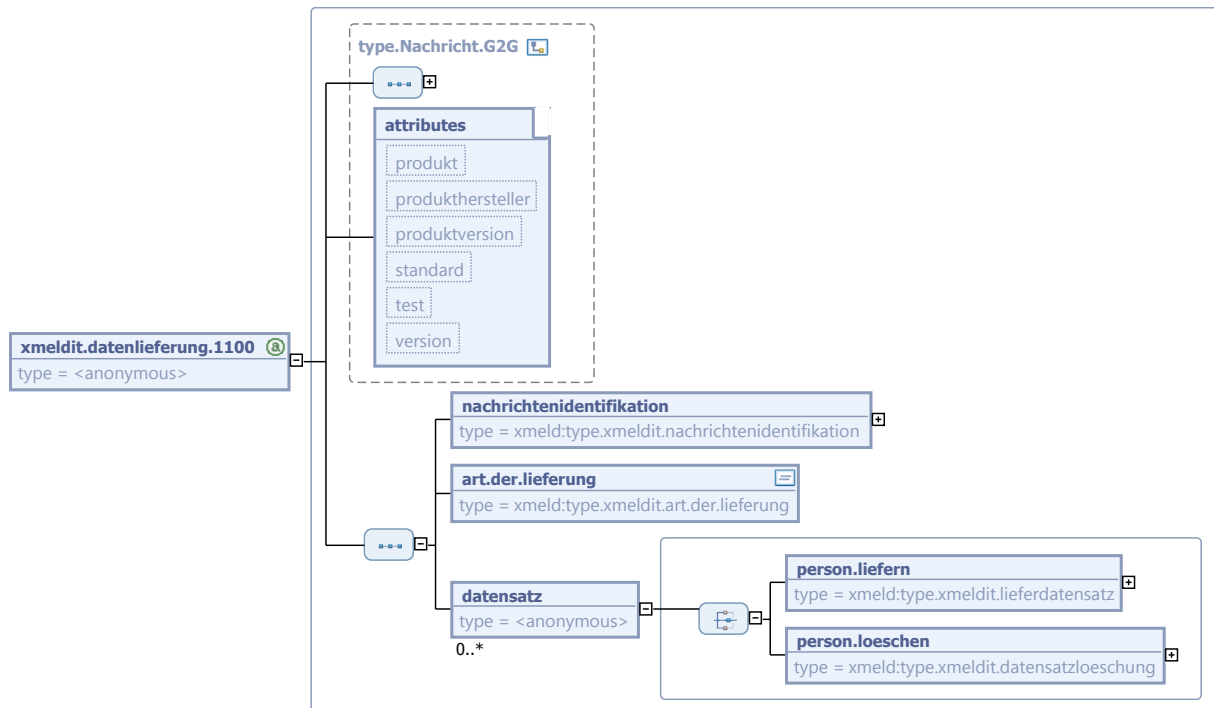 type.Nachricht.G2G
attributes
produkt
produkthersteller
produktversion
standard
test
version
xmeldit.datenlieferung.1100 a
type = <anonymous>
nachrichtenidentifikation
type = xmeld:type.xmeldit.nachrichtenidentifikation
art.der.lieferung
type = xmeld:type.xmeldit.art.der.lieferung
datensatz
type = <anonymous>
0..*
person.liefern
type = xmeld:type.xmeldit.lieferdatensatz
person.loeschen
type = xmeld:type.xmeldit.datensatzloeschung